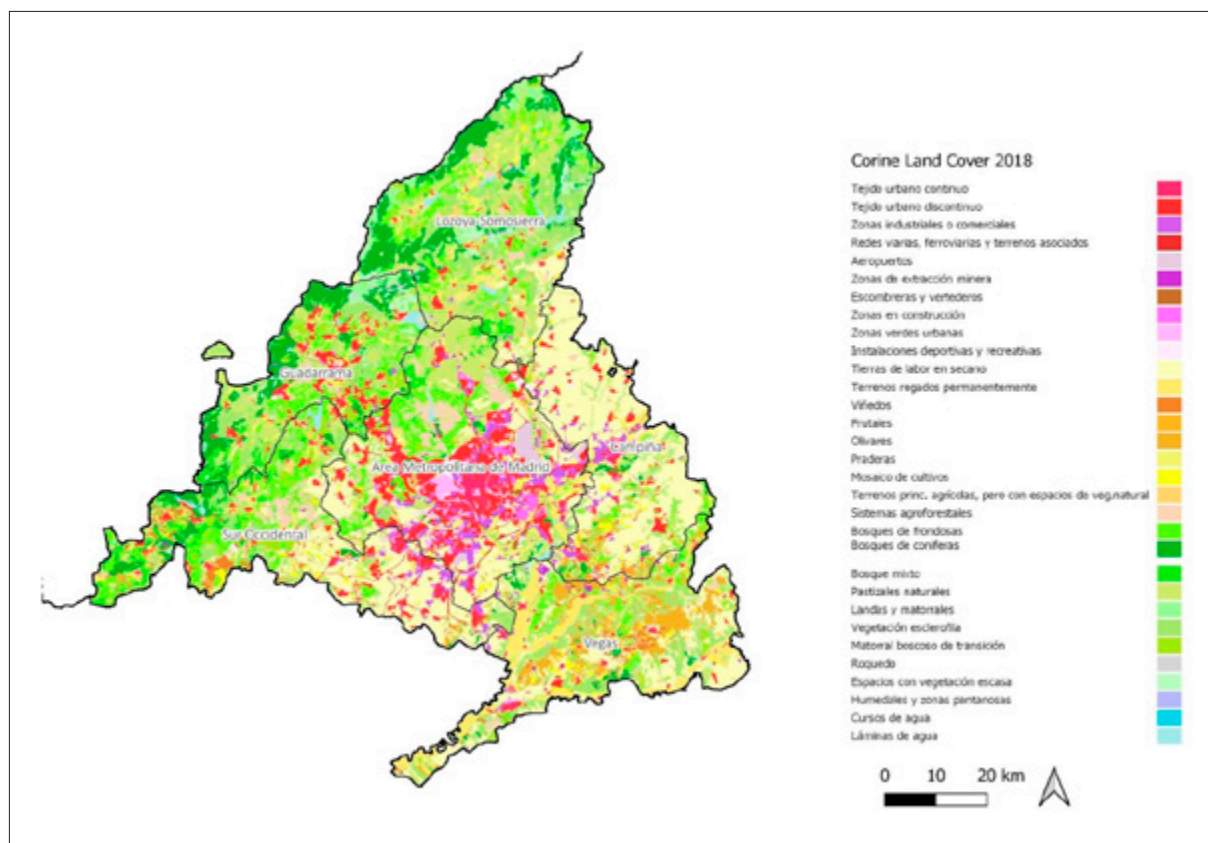 Lozoya Somosierra
Guadarrama
Campiña
Área Metropolitana de Madrid
Sur Occidental
Vegas
Corine Land Cover 2018
Tejido urbano continuo
Tejido urbano discontinuo
Zonas industriales o comerciales
Redes viarias, ferroviarias y terrenos asociados
Aeropuertos
Zonas de extracción minera
Escombreras y vertederos
Zonas en construcción
Zonas verdes urbanas
Instalaciones deportivas y recreativas
Tierras de labor en secano
Terrenos regados permanentemente
Viñedos
Frutales
Olivares
Praderas
Mosaico de cultivos
Terrenos princ. agrícolas, pero con espacios de veg.natural
Sistemas agroforestales
Bosques de frondosas
Bosques de coníferas
Bosque mixto
Pastizales naturales
Landas y matorrales
Vegetación esclerofila
Matorral boscoso de transición
Roquedo
Espacios con vegetación escasa
Humedales y zonas pantanosas
Cursos de agua
Láminas de agua
0 10 20 km